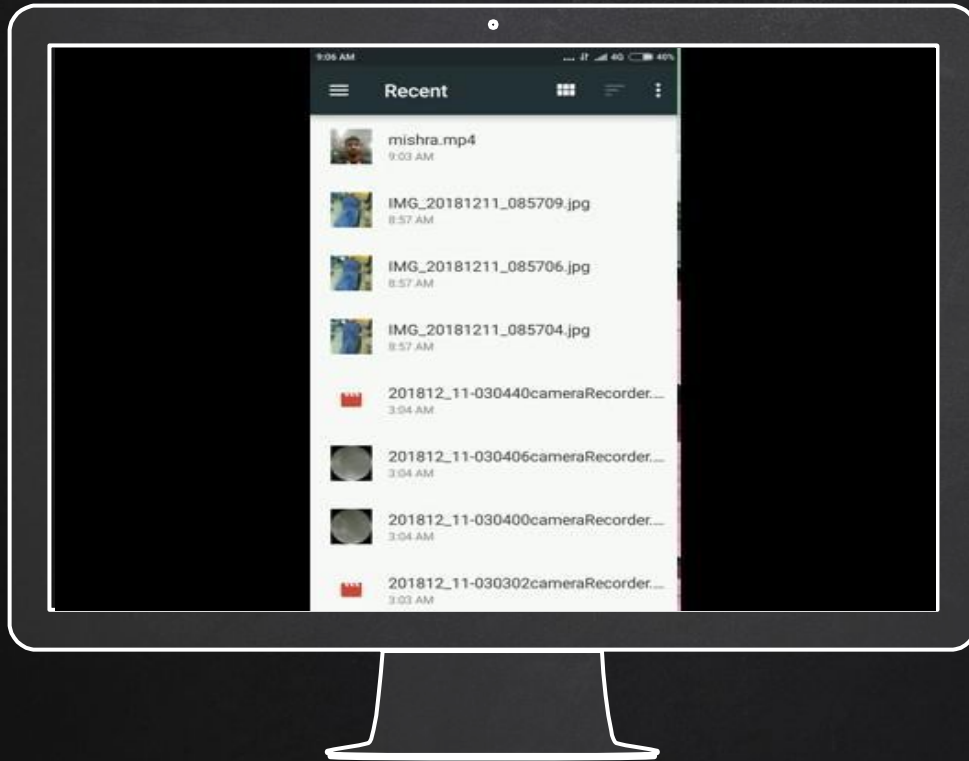 9:06 AM .... 4G 40%
Recent
mishra.mp4
9:03 AM
IMG_20181211_085709.jpg
8:57 AM
IMG_20181211_085706.jpg
8:57 AM
IMG_20181211_085704.jpg
8:57 AM
201812_11-030440cameraRecorder....
3:04 AM
201812_11-030406cameraRecorder....
3:04 AM
201812_11-030400cameraRecorder....
3:04 AM
201812_11-030302cameraRecorder....
3:03 AM